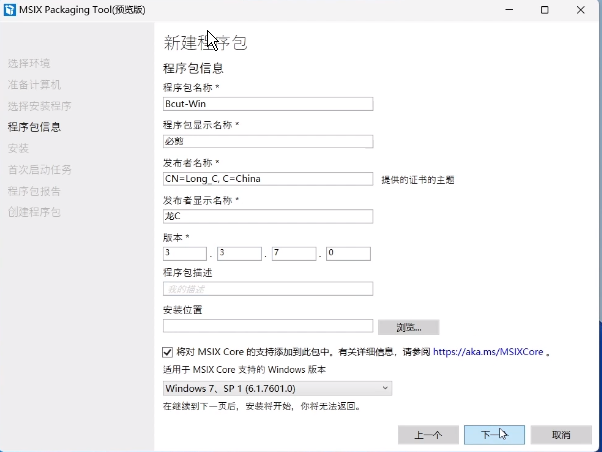 MSIX Packaging Tool(预览版)
新建程序包
选择环境
准备计算机
选择安装程序
程序包信息
安装
首次启动任务
程序包报告
创建程序包
程序包信息
程序包名称 *
Bcut-Win
程序包显示名称 *
必剪
发布者名称 *
CN=Long_C, C=China
提供的证书的主题
发布者显示名称 *
龙C
版本 *
3 . 3 . 7 . 0
程序包描述
我的描述
安装位置
浏览...
将对 MSIX Core 的支持添加到此包中。有关详细信息，请参阅 https://aka.ms/MSIXCore 。
适用于 MSIX Core 支持的 Windows 版本
Windows 7、SP 1 (6.1.7601.0)
在继续到下一页后，安装将开始，你将无法返回。
上一个
下一个
取消